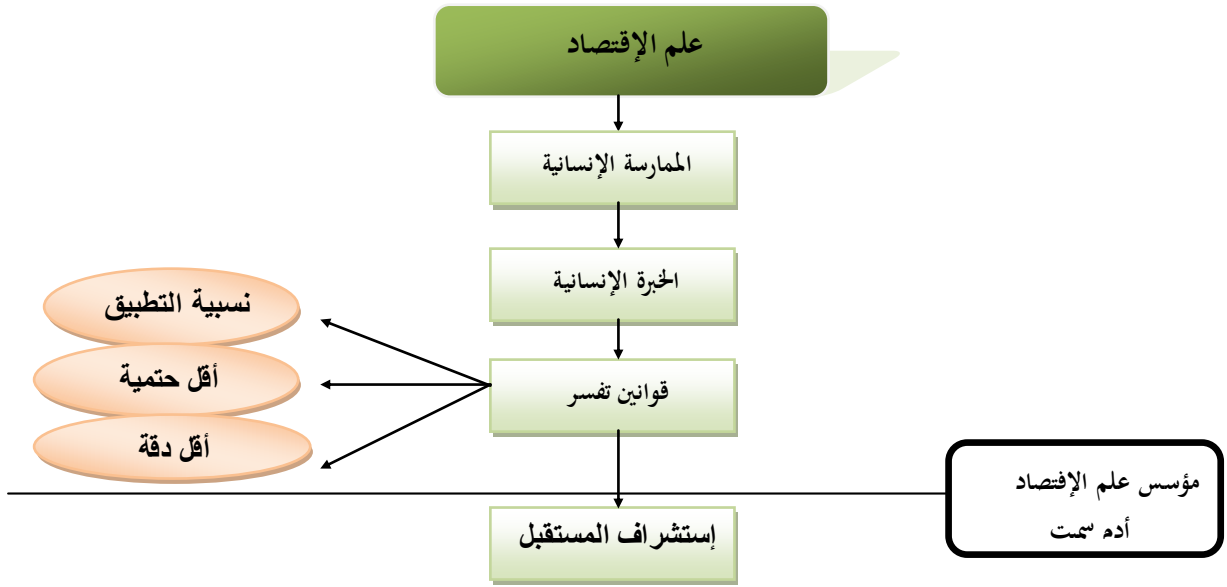 علم الإقتصاد
الممارسة الإنسانية
الخبرة الإنسانية
قوانين تفسر
نسبية التطبيق
أقل حتمية
أقل دقة
إستشراف المستقبل
مؤسس علم الإقتصاد
أدم سمت